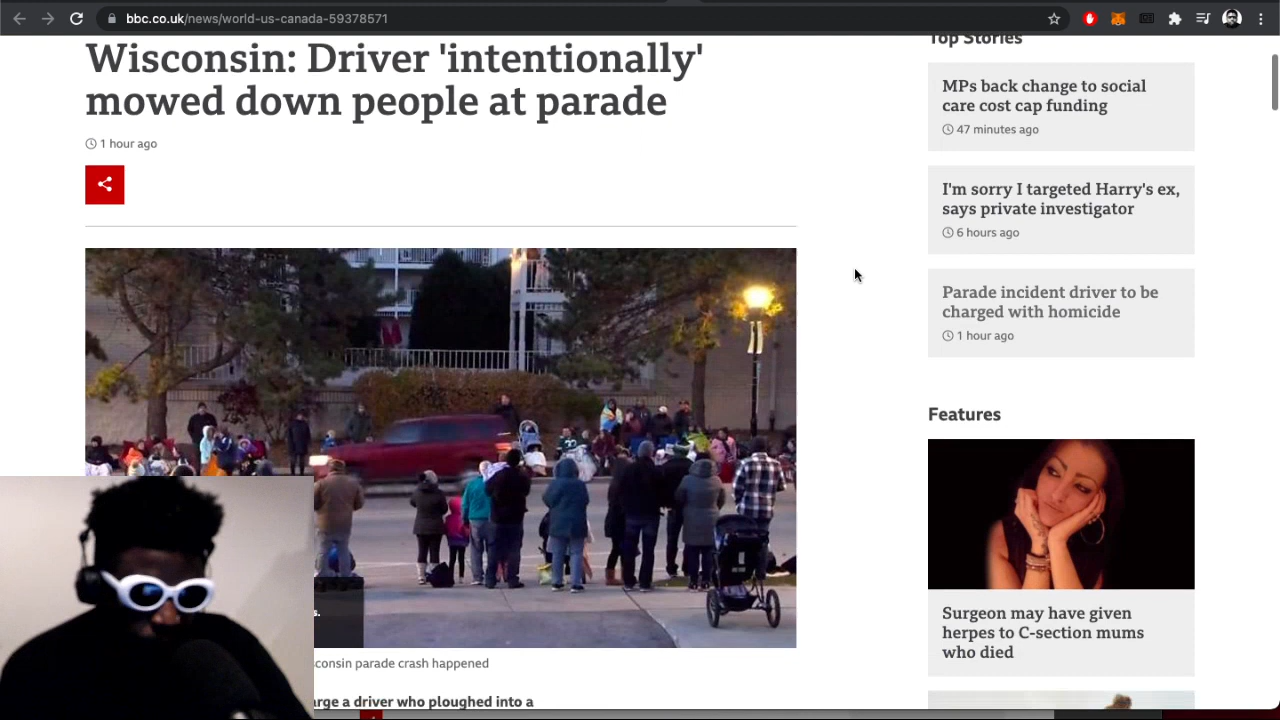 bbc.co.uk/news/world-us-canada-59378571
Wisconsin: Driver 'intentionally'
mowed down people at parade
1 hour ago
s.
sconsin parade crash happened
arge a driver who ploughed into a
Top Stories
MPs back change to social
care cost cap funding
47 minutes ago
I'm sorry I targeted Harry's ex,
says private investigator
6 hours ago
Parade incident driver to be
charged with homicide
1 hour ago
Features
Surgeon may have given
herpes to C-section mums
who died